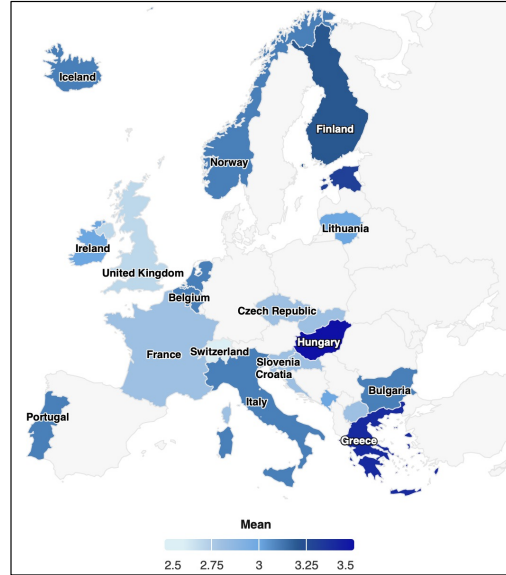 Iceland
Finland
Norway
Lithuania
Ireland
United Kingdom
Belgium
Czech Republic
Hungary
France
Switzerland
Slovenia
Croatia
Bulgaria
Italy
Portugal
Greece
Mean
2.5 2.75 3 3.25 3.5